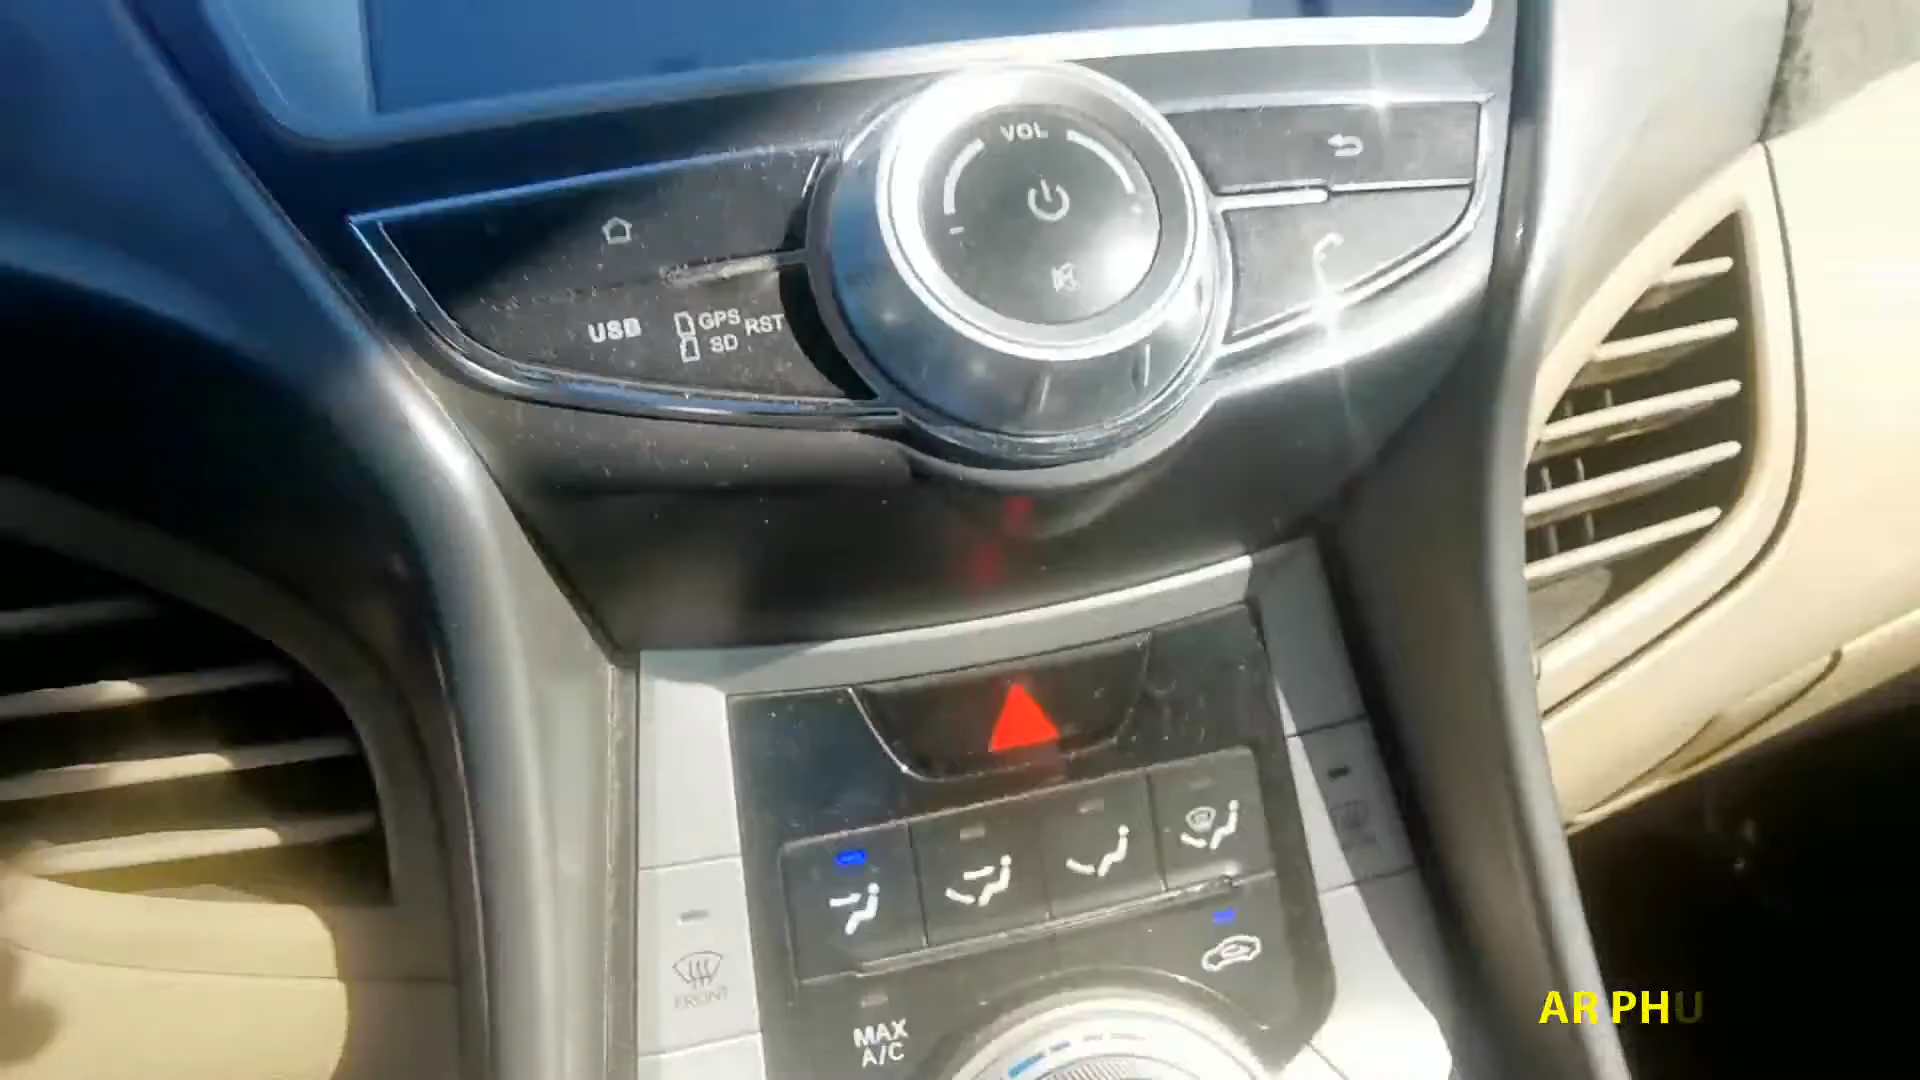 VOL
USB
GPS
SD
RST
FRONT
MAX
A/C
AR PHU